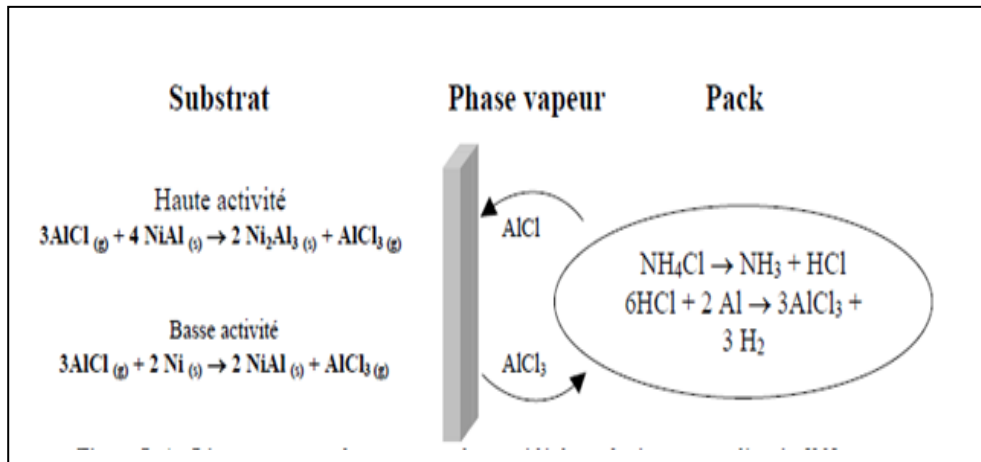 Substrat
Phase vapeur
Pack
Haute activité
3AlCl (g) + 4 NiAl (s) → 2 Ni₂Al₃ (s) + AlCl₃ (g)
Basse activité
3AlCl (g) + 2 Ni (s) → 2 NiAl (s) + AlCl₃ (g)
AlCl
AlCl₃
NH₄Cl → NH₃ + HCl
6HCl + 2 Al → 3AlCl₃ +
3 H₂